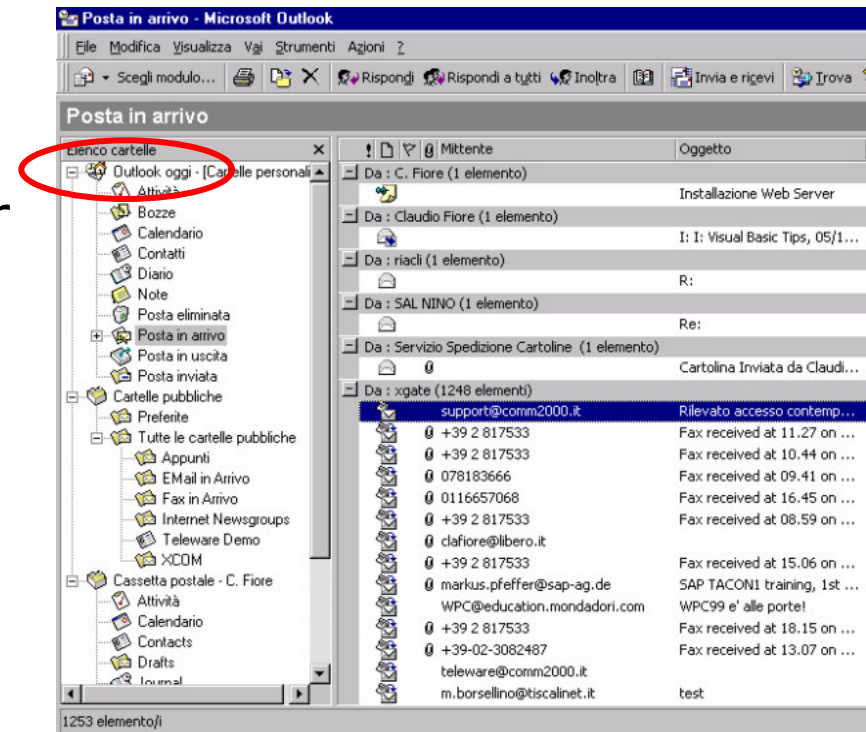 Posta in arrivo - Microsoft Outlook
File Modifica Visualizza Vai Strumenti Azioni ?
Scegli modulo... Rispondi Rispondi a tutti Inoltra Invia e ricevi Trova
Posta in arrivo
Elenco cartelle
Outlook oggi - [Cartelle personali
Attività
Bozze
Calendario
Contatti
Diario
Note
Posta eliminata
Posta in arrivo
Posta in uscita
Posta inviata
Cartelle pubbliche
Preferite
Tutte le cartelle pubbliche
Appunti
EMail in Arrivo
Fax in Arrivo
Internet Newsgroups
Teleware Demo
XCOM
Cassetta postale - C. Fiore
Attività
Calendario
Contacts
Drafts
Journal
! Mittente Oggetto
Da : C. Fiore (1 elemento)
Installazione Web Server
Da : Claudio Fiore (1 elemento)
I: I: Visual Basic Tips, 05/1...
Da : riacli (1 elemento)
R:
Da : SAL NINO (1 elemento)
Re:
Da : Servizio Spedizione Cartoline (1 elemento)
Cartolina Inviata da Claudi...
Da : xgate (1248 elementi)
support@comm2000.it Rilevato accesso contemp...
+39 2 817533 Fax received at 11.27 on ...
+39 2 817533 Fax received at 10.44 on ...
078183666 Fax received at 09.41 on ...
0116657068 Fax received at 16.45 on ...
+39 2 817533 Fax received at 08.59 on ...
clafiore@libero.it
+39 2 817533 Fax received at 15.06 on ...
markus.pfeffer@sap-ag.de SAP TACON1 training, 1st ...
WPC@education.mondadori.com WPC99 e' alle porte!
+39 2 817533 Fax received at 18.15 on ...
+39-02-3082487 Fax received at 13.07 on ...
teleware@comm2000.it
m.borsellino@tiscalinet.it test
1253 elemento/i